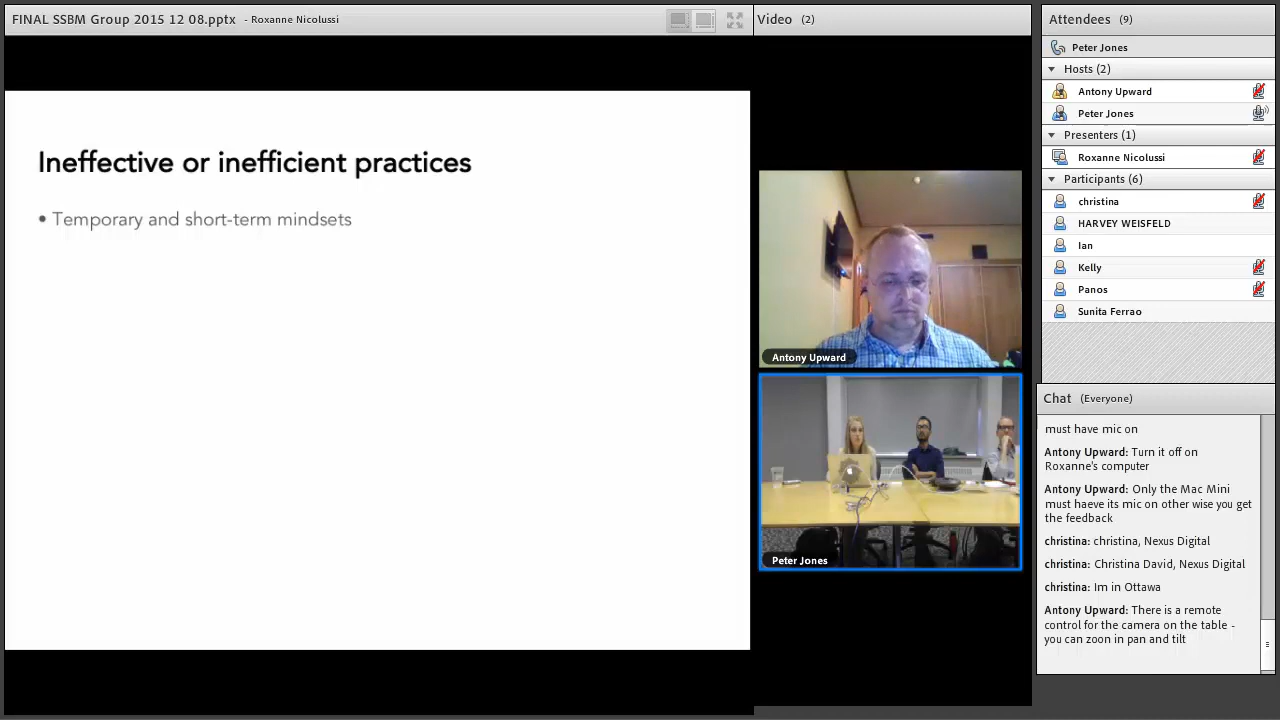 FINAL SSBM Group 2015 12 08.pptx - Roxanne Nicolussi
Ineffective or inefficient practices
• Temporary and short-term mindsets
Video (2)
Antony Upward
Peter Jones
Attendees (9)
Peter Jones
Hosts (2)
Antony Upward
Peter Jones
Presenters (1)
Roxanne Nicolussi
Participants (6)
christina
HARVEY WEISFELD
Ian
Kelly
Panos
Sunita Ferrao
Chat (Everyone)
must have mic on
Antony Upward: Turn it off on
Roxanne's computer
Antony Upward: Only the Mac Mini
must haeve its mic on other wise you get
the feedback
christina: christina, Nexus Digital
christina: Christina David, Nexus Digital
christina: Im in Ottawa
Antony Upward: There is a remote
control for the camera on the table -
you can zoon in pan and tilt